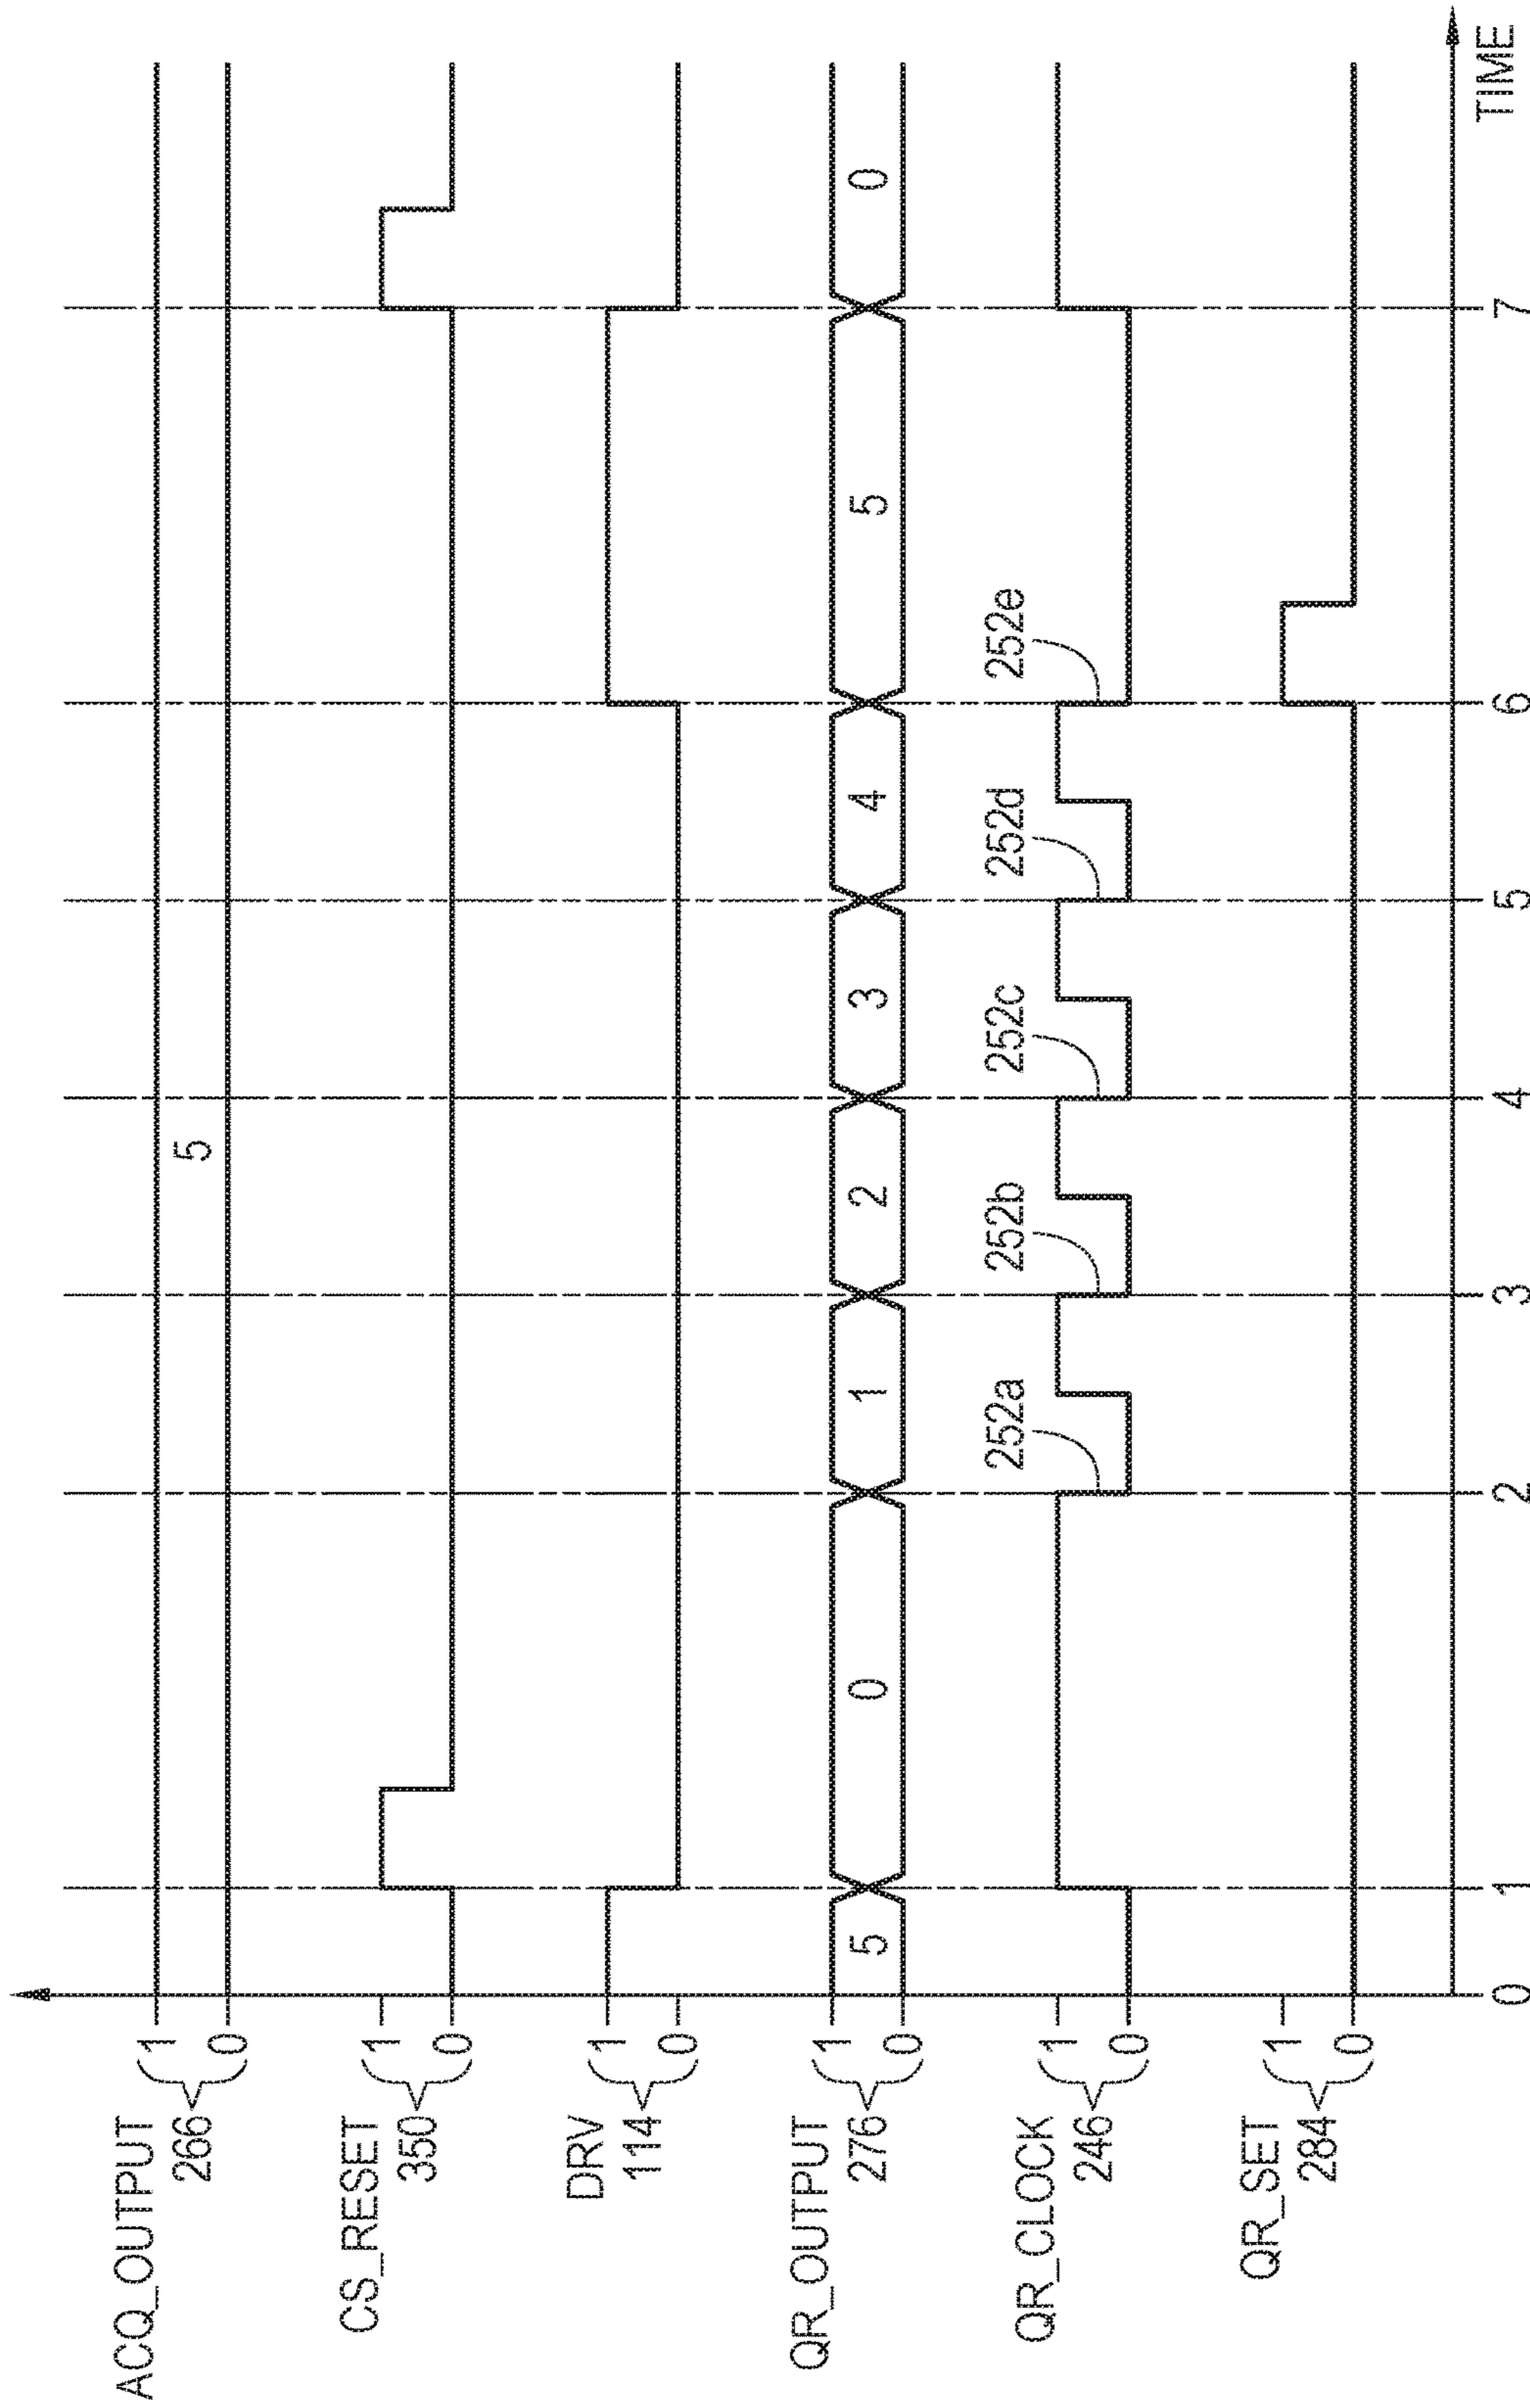 ACQ_OUTPUT
266
1
0
5
CS_RESET
350
1
0
DRV
114
1
0
QR_OUTPUT
276
1
0
5 0 1 2 3 4 5 0
QR_CLOCK
246
1
0
252a 252b 252c 252d 252e
QR_SET
284
1
0
0 1 2 3 4 5 6 7
TIME